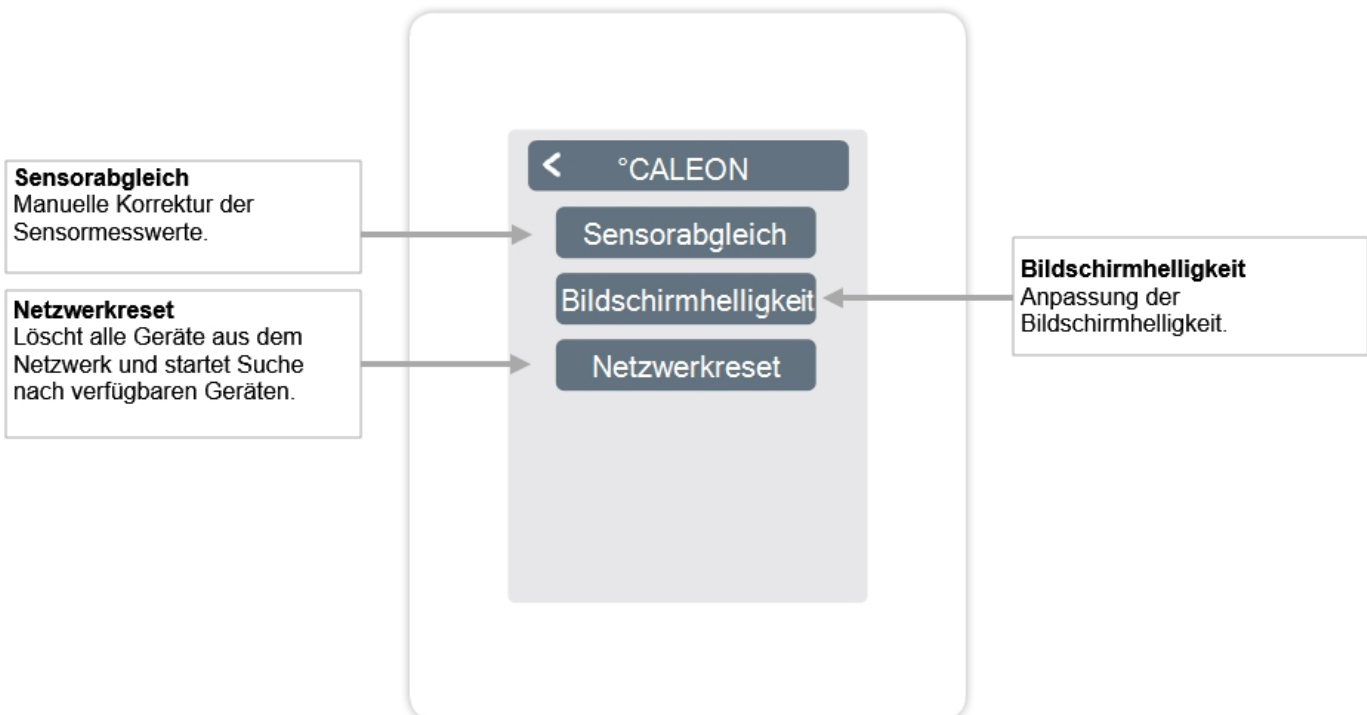 Sensorabgleich
Manuelle Korrektur der
Sensormesswerte.
Netzwerkreset
Löscht alle Geräte aus dem
Netzwerk und startet Suche
nach verfügbaren Geräten.
< °CALEON
Sensorabgleich
Bildschirmhelligkeit
Netzwerkreset
Bildschirmhelligkeit
Anpassung der
Bildschirmhelligkeit.